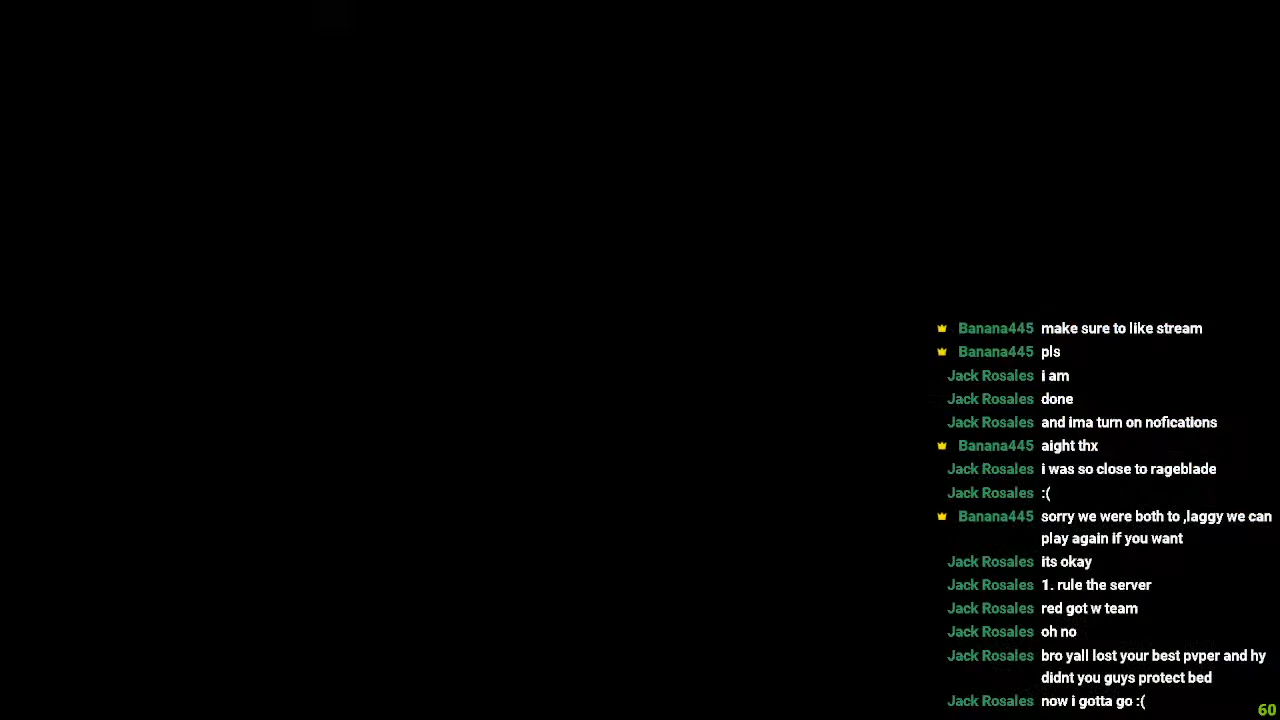 Banana445 make sure to like stream
Banana445 pls
Jack Rosales i am
Jack Rosales done
Jack Rosales and ima turn on nofications
Banana445 aight thx
Jack Rosales i was so close to rageblade
Jack Rosales :(
Banana445 sorry we were both to ,laggy we can
play again if you want
Jack Rosales its okay
Jack Rosales 1. rule the server
Jack Rosales red got w team
Jack Rosales oh no
Jack Rosales bro yall lost your best pvper and hy
didnt you guys protect bed
Jack Rosales now i gotta go :(
60